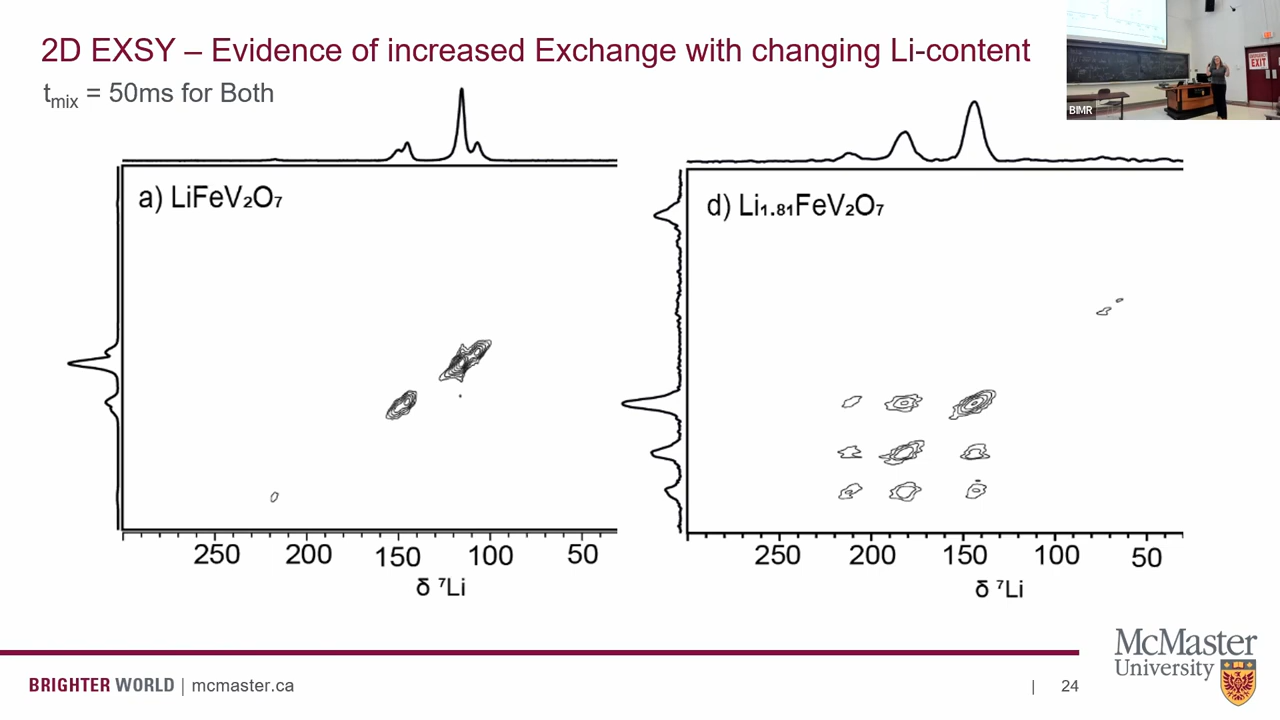 2D EXSY – Evidence of increased Exchange with changing Li-content
t_mix = 50ms for Both
BIMR
EXIT
a) LiFeV₂O₇
250 200 150 100 50
δ ⁷Li
d) Li₁.₈₁FeV₂O₇
250 200 150 100 50
δ ⁷Li
McMaster
University
BRIGHTER WORLD | mcmaster.ca
| 24